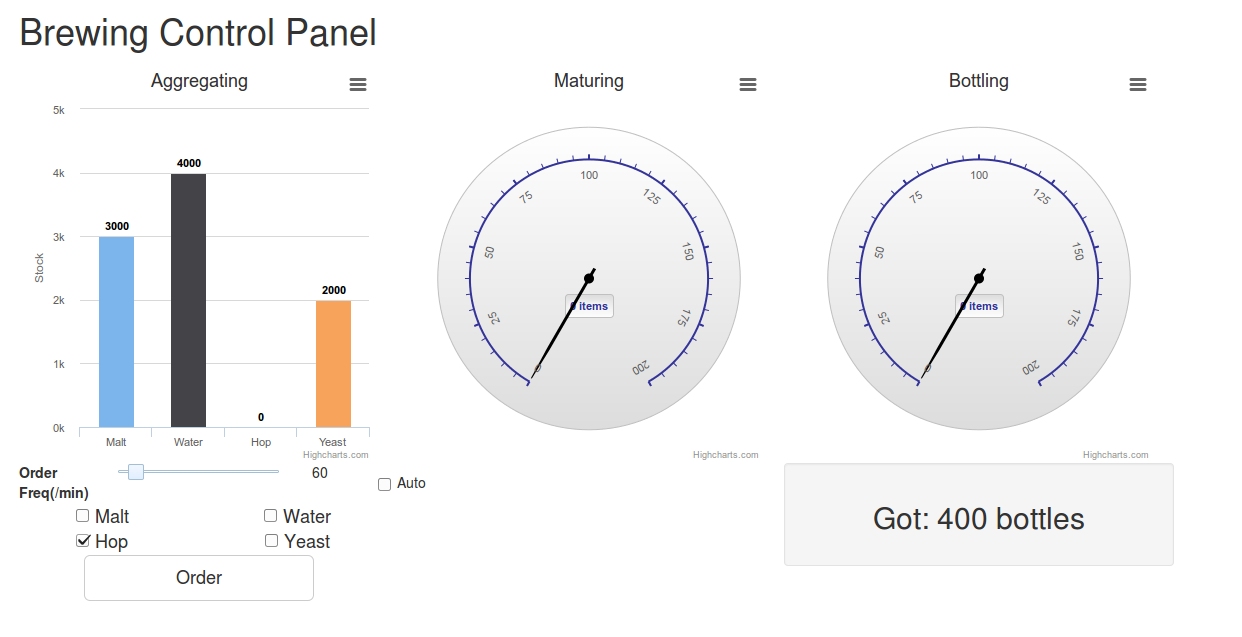 Brewing Control Panel
Aggregating
5k
4k
3k
2k
1k
0k
Stock
3000
4000
0
2000
Malt
Water
Hop
Yeast
Highcharts.com
Maturing
0
25
50
75
100
125
150
175
200
0 items
Highcharts.com
Bottling
0
25
50
75
100
125
150
175
200
0 items
Highcharts.com
Order
Freq(/min)
60
Auto
Malt
Water
Hop
Yeast
Order
Got: 400 bottles